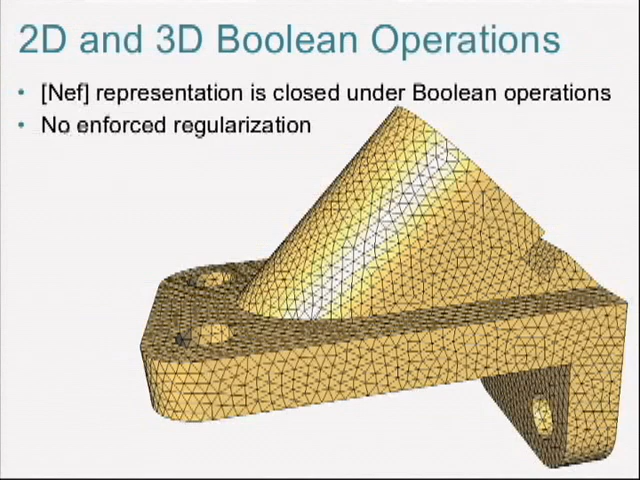 2D and 3D Boolean Operations
• [Nef] representation is closed under Boolean operations
• No enforced regularization